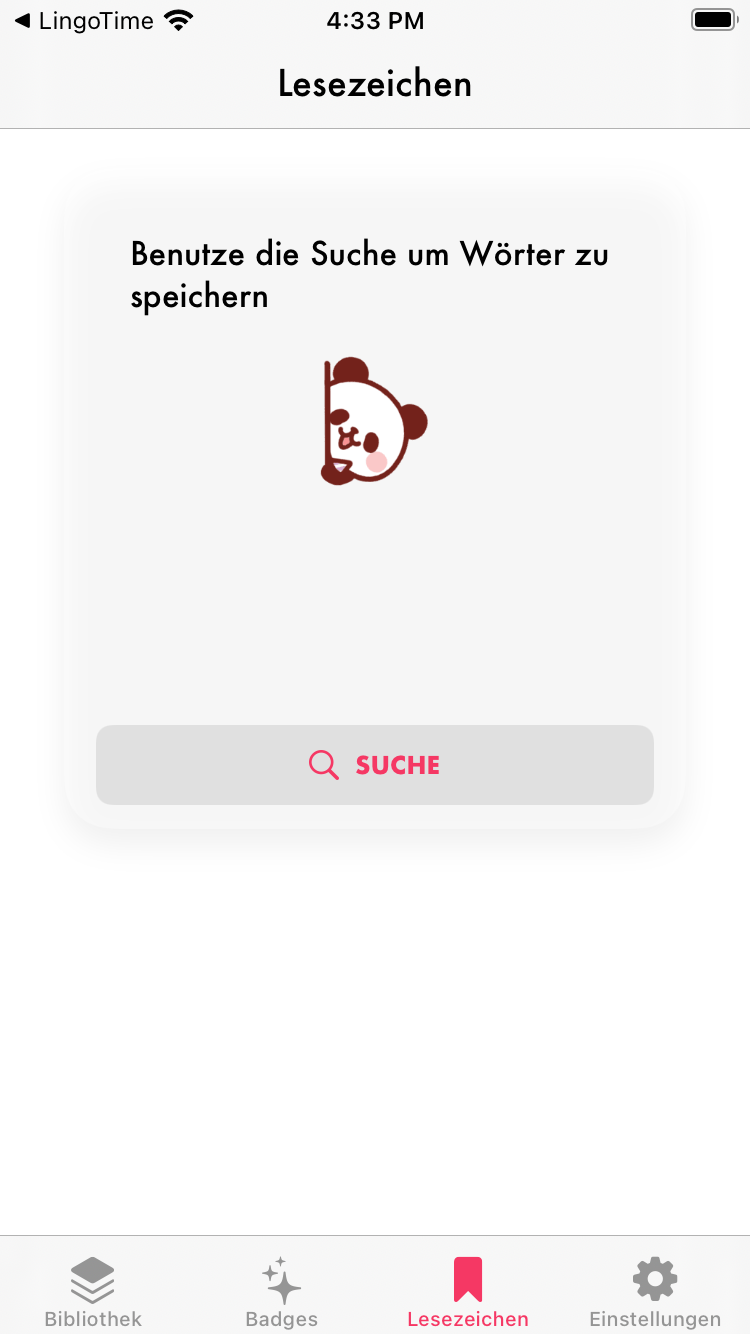 LingoTime
4:33 PM
Lesezeichen
Benutze die Suche um Wörter zu
speichern
SUCHE
Bibliothek
Badges
Lesezeichen
Einstellungen